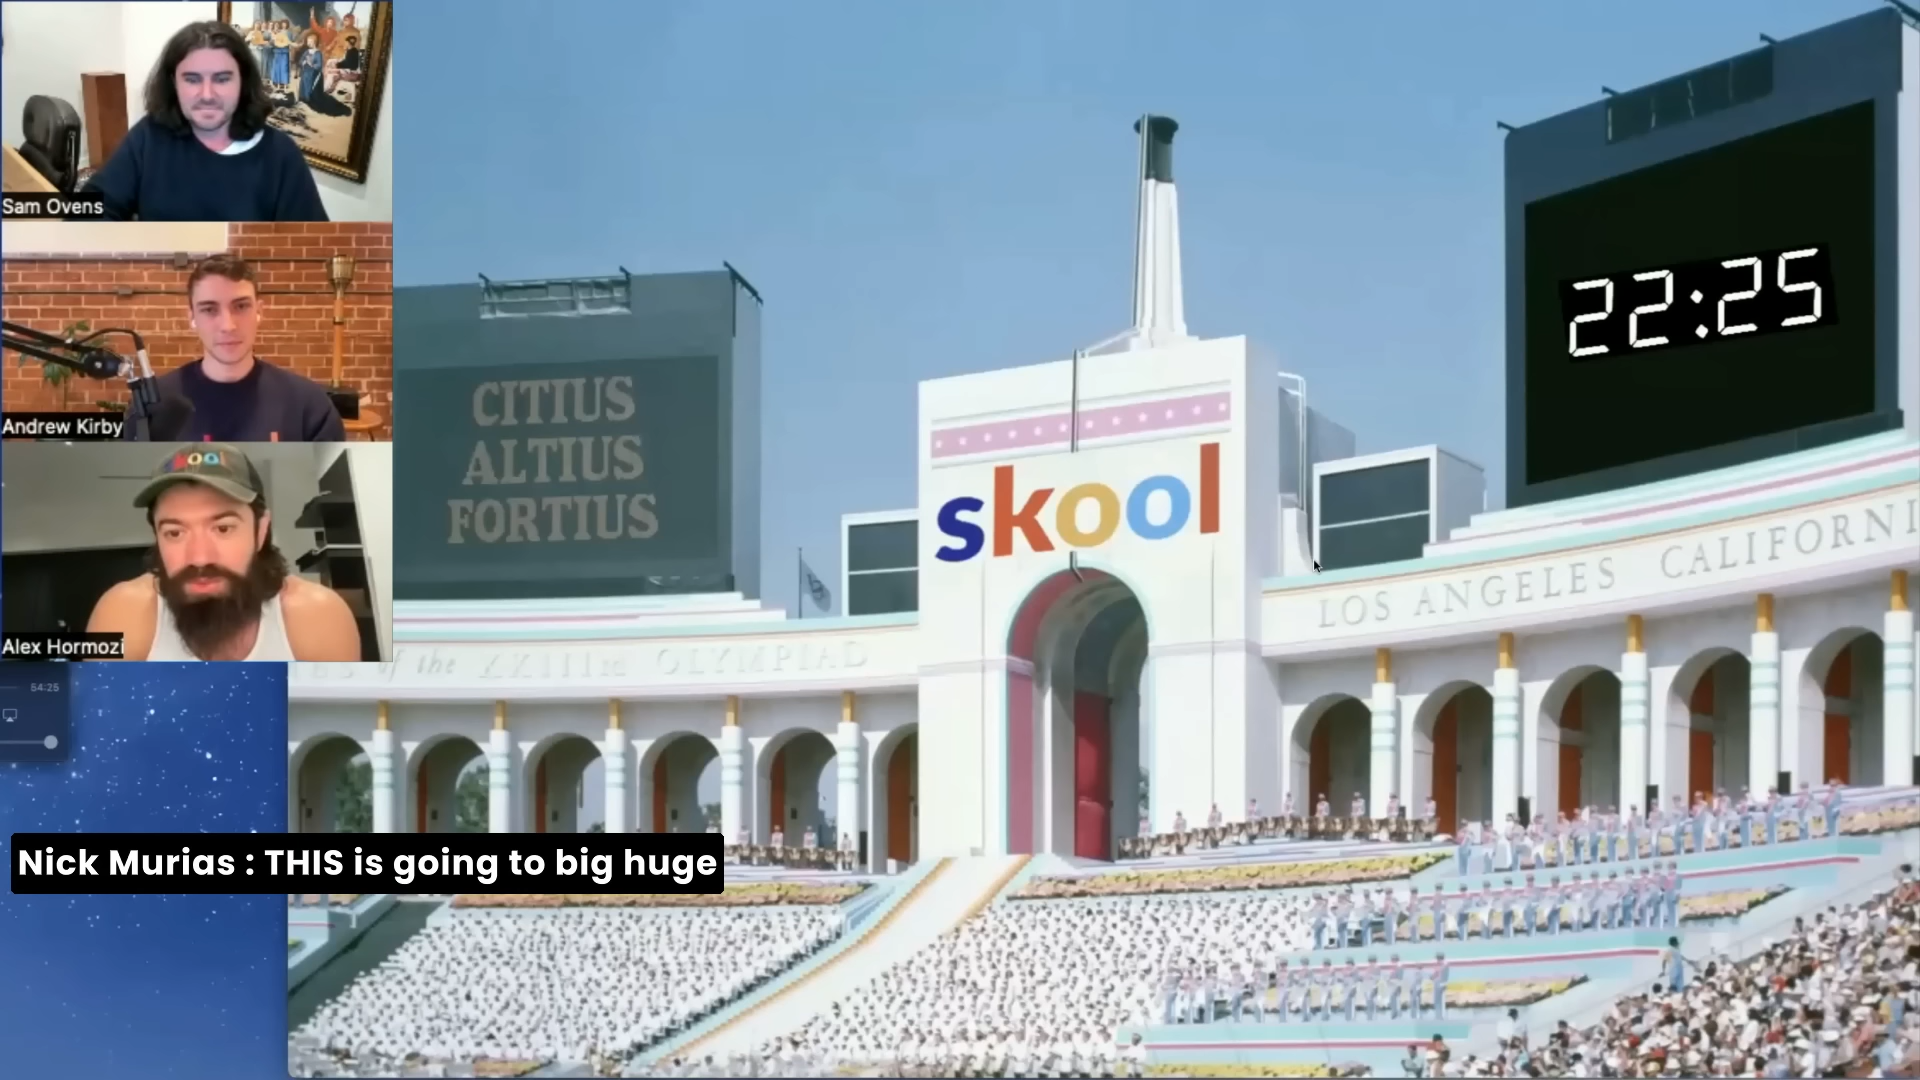 Sam Ovens
Andrew Kirby
skool
Alex Hormozi
54:25
CITIUS
ALTIUS
FORTIUS
skool
22:25
LOS ANGELES CALIFORNI
of the XXIII OLYMPIAD
Nick Murias : THIS is going to big huge